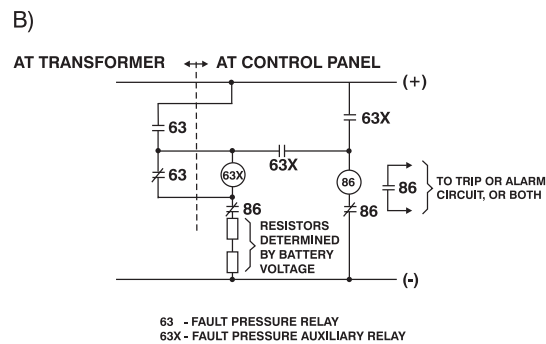 B)
AT TRANSFORMER ↔ AT CONTROL PANEL
(+)
63
63X
63X
63
63X
86
86
TO TRIP OR ALARM
CIRCUIT, OR BOTH
86
86
RESISTORS
DETERMINED
BY BATTERY
VOLTAGE
(-)
63 - FAULT PRESSURE RELAY
63X - FAULT PRESSURE AUXILIARY RELAY